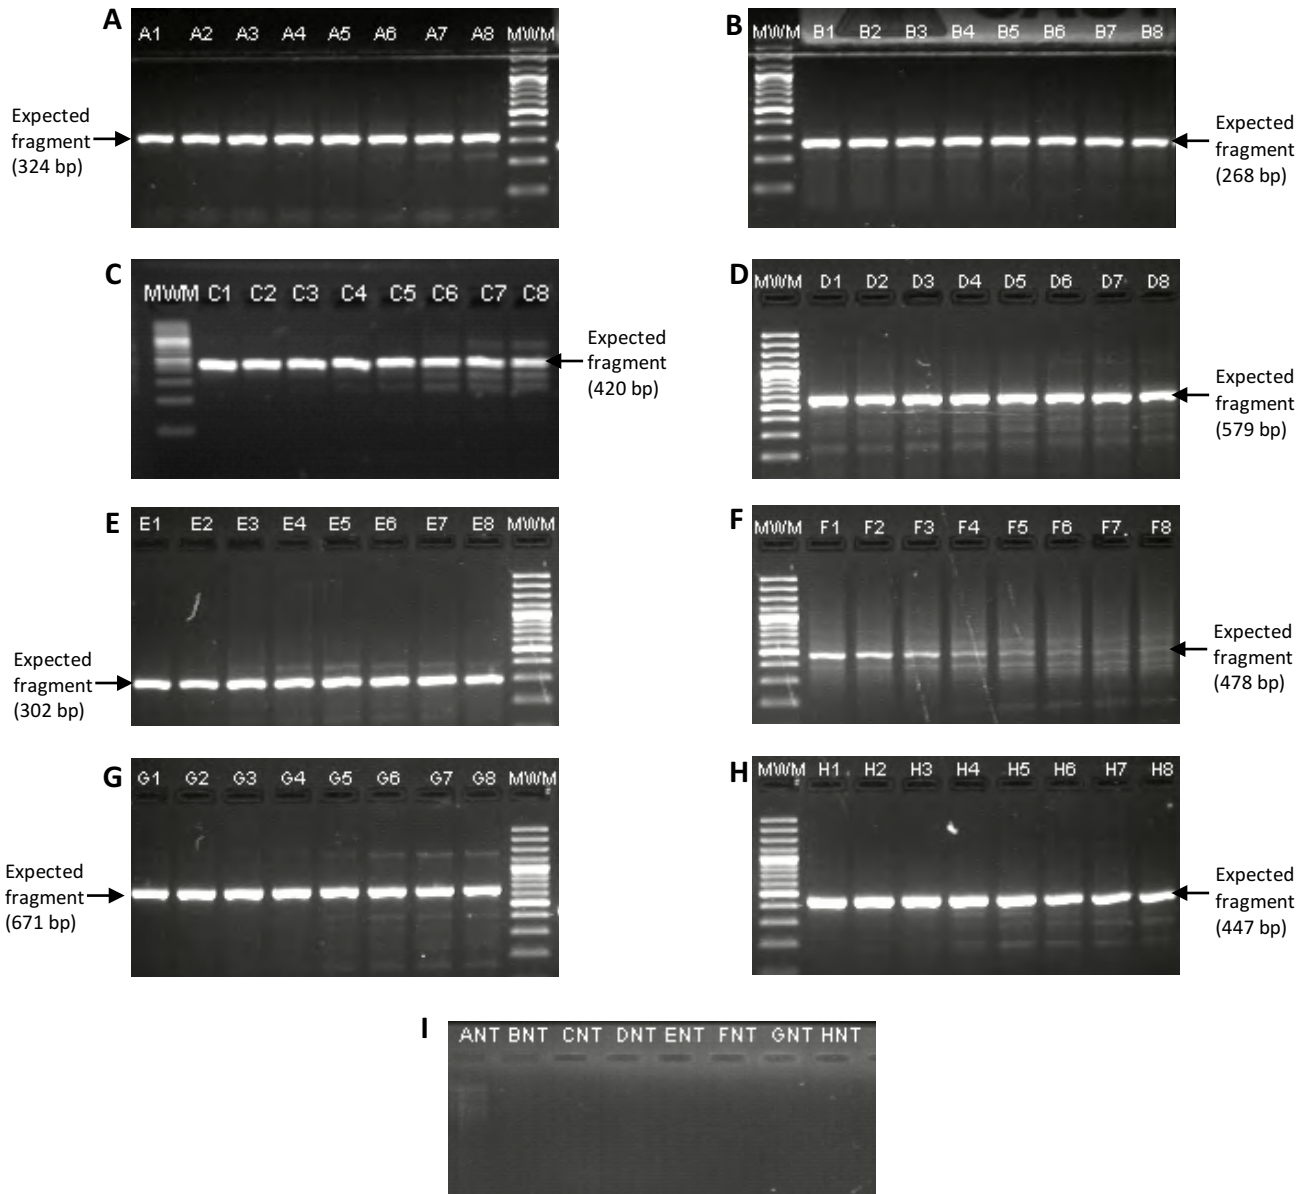 A
A1 A2 A3 A4 A5 A6 A7 A8 MWM
Expected
fragment
(324 bp)
B
MWM B1 B2 B3 B4 B5 B6 B7 B8
Expected
fragment
(268 bp)
C
MWM C1 C2 C3 C4 C5 C6 C7 C8
Expected
fragment
(420 bp)
D
MWM D1 D2 D3 D4 D5 D6 D7 D8
Expected
fragment
(579 bp)
E
E1 E2 E3 E4 E5 E6 E7 E8 MWM
Expected
fragment
(302 bp)
F
MWM F1 F2 F3 F4 F5 F6 F7 F8
Expected
fragment
(478 bp)
G
G1 G2 G3 G4 G5 G6 G7 G8 MWM
Expected
fragment
(671 bp)
H
MWM H1 H2 H3 H4 H5 H6 H7 H8
Expected
fragment
(447 bp)
I
ANT BNT CNT DNT ENT FNT GNT HNT